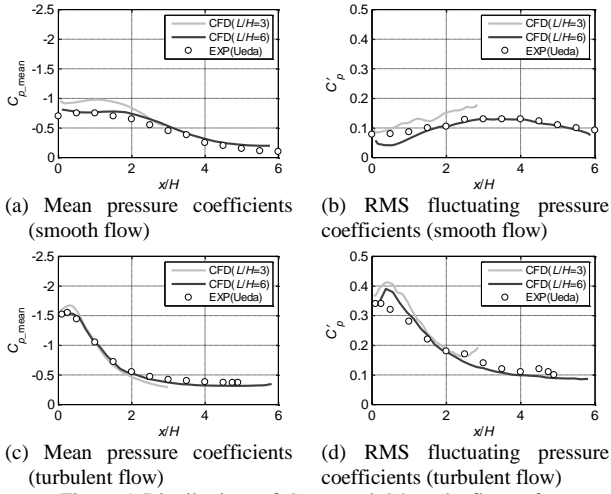 -2.5
-2
-1.5
-1
-0.5
0
0 2 4 6
C_p_mean
x/H
CFD(L/H=3)
CFD(L/H=6)
EXP(Ueda)
(a) Mean pressure coefficients
(smooth flow)
0.5
0.4
0.3
0.2
0.1
0
0 2 4 6
C′_p
x/H
CFD(L/H=3)
CFD(L/H=6)
EXP(Ueda)
(b) RMS fluctuating pressure
coefficients (smooth flow)
-2.5
-2
-1.5
-1
-0.5
0
0 2 4 6
C_p_mean
x/H
CFD(L/H=3)
CFD(L/H=6)
EXP(Ueda)
(c) Mean pressure coefficients
(turbulent flow)
0.5
0.4
0.3
0.2
0.1
0
0 2 4 6
C′_p
x/H
CFD(L/H=3)
CFD(L/H=6)
EXP(Ueda)
(d) RMS fluctuating pressure
coefficients (turbulent flow)